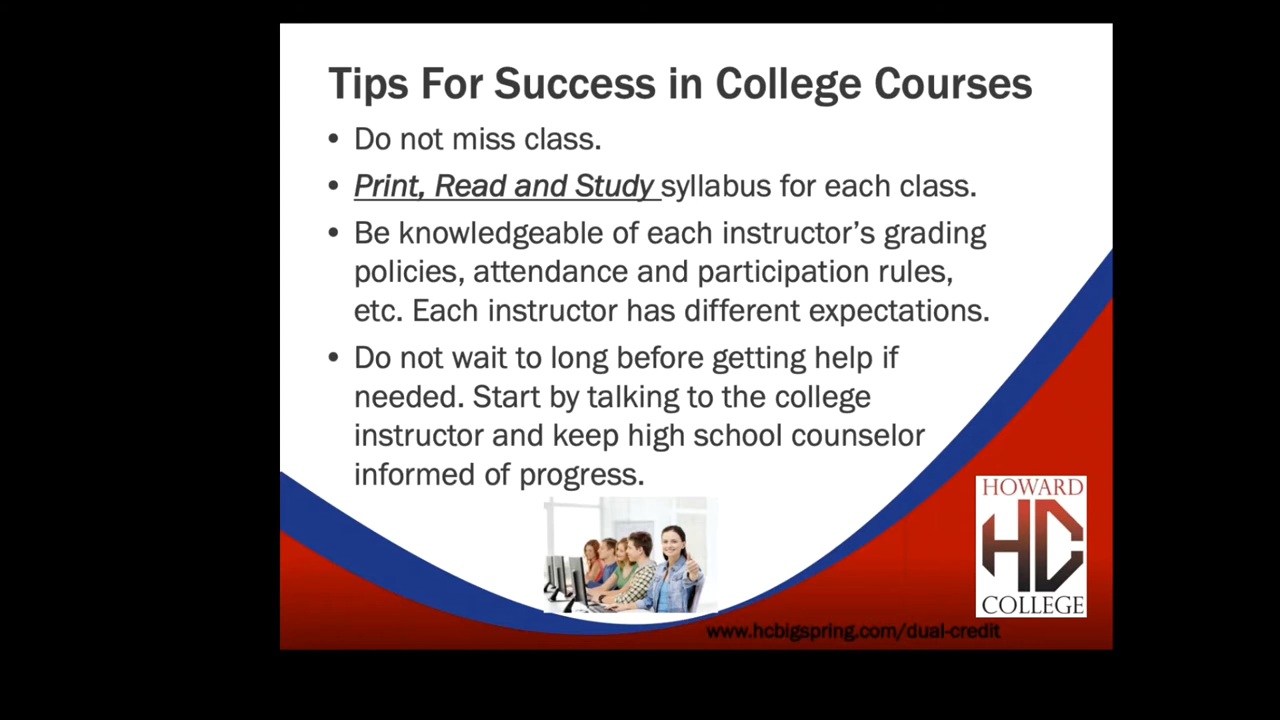 Tips For Success in College Courses
• Do not miss class.
• Print, Read and Study syllabus for each class.
• Be knowledgeable of each instructor's grading
policies, attendance and participation rules,
etc. Each instructor has different expectations.
• Do not wait to long before getting help if
needed. Start by talking to the college
instructor and keep high school counselor
informed of progress.
HOWARD
HC
COLLEGE
www.hcbigspring.com/dual-credit